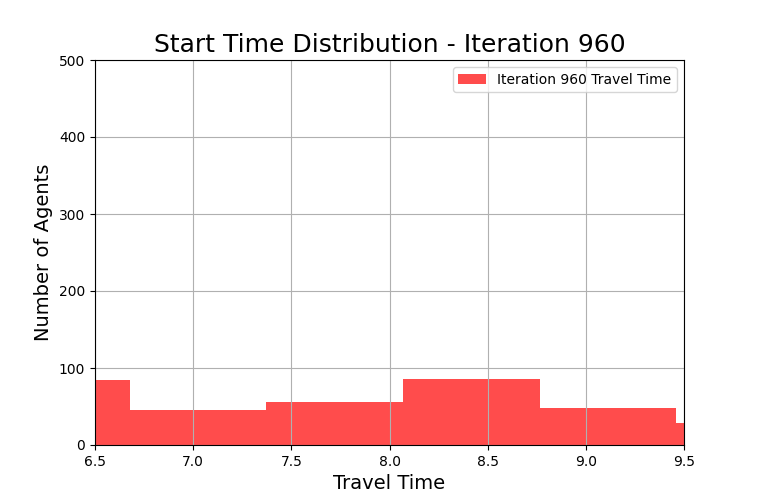 Start Time Distribution - Iteration 960
Iteration 960 Travel Time
Number of Agents
500
400
300
200
100
0
6.5 7.0 7.5 8.0 8.5 9.0 9.5
Travel Time